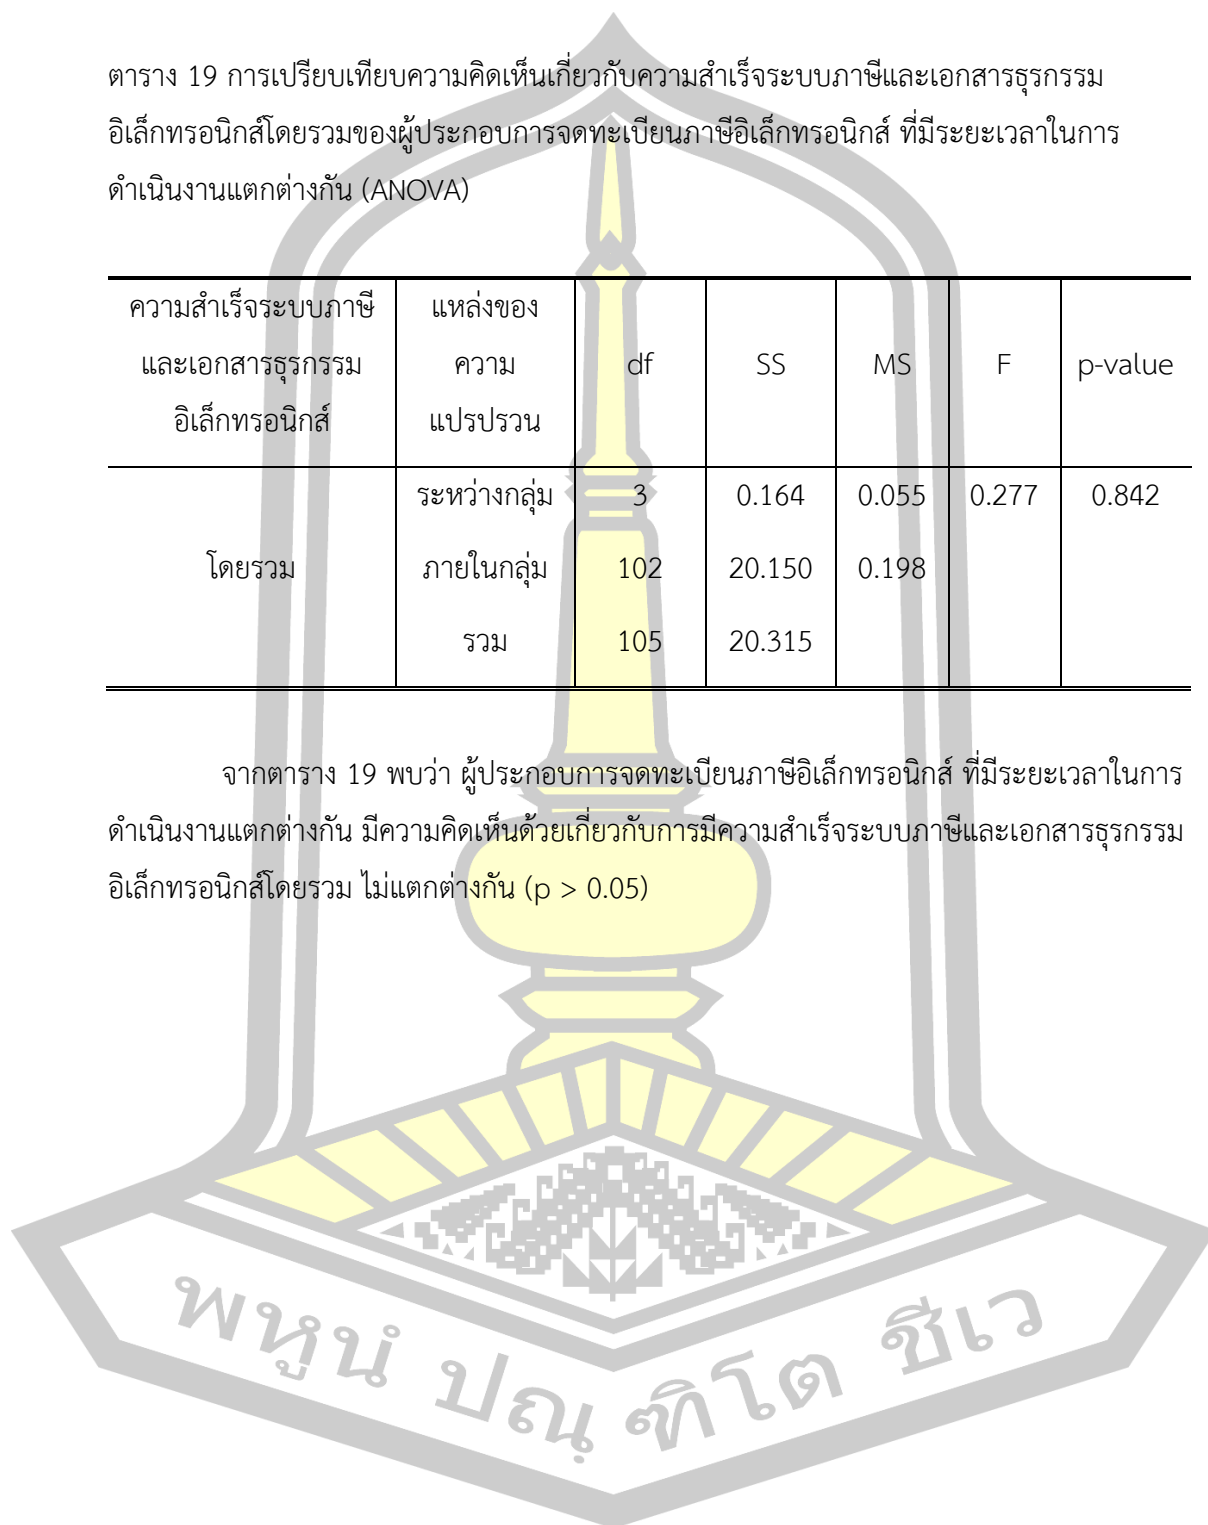 ตาราง 19 การเปรียบเทียบความคิดเห็นเกี่ยวกับความสำเร็จระบบภาษีและเอกสารธุรกรรม
อิเล็กทรอนิกส์โดยรวมของผู้ประกอบการจดทะเบียนภาษีอิเล็กทรอนิกส์ ที่มีระยะเวลาในการ
ดำเนินงานแตกต่างกัน (ANOVA)
ความสำเร็จระบบภาษี
และเอกสารธุรกรรม
อิเล็กทรอนิกส์
แหล่งของ
ความ
แปรปรวน
df SS MS F p-value
ระหว่างกลุ่ม 3 0.164 0.055 0.277 0.842
โดยรวม ภายในกลุ่ม 102 20.150 0.198
รวม 105 20.315
จากตาราง 19 พบว่า ผู้ประกอบการจดทะเบียนภาษีอิเล็กทรอนิกส์ ที่มีระยะเวลาในการ
ดำเนินงานแตกต่างกัน มีความคิดเห็นด้วยเกี่ยวกับการมีความสำเร็จระบบภาษีและเอกสารธุรกรรม
อิเล็กทรอนิกส์โดยรวม ไม่แตกต่างกัน (p > 0.05)
พหูนํ ปณฺฑิโต ชีเว